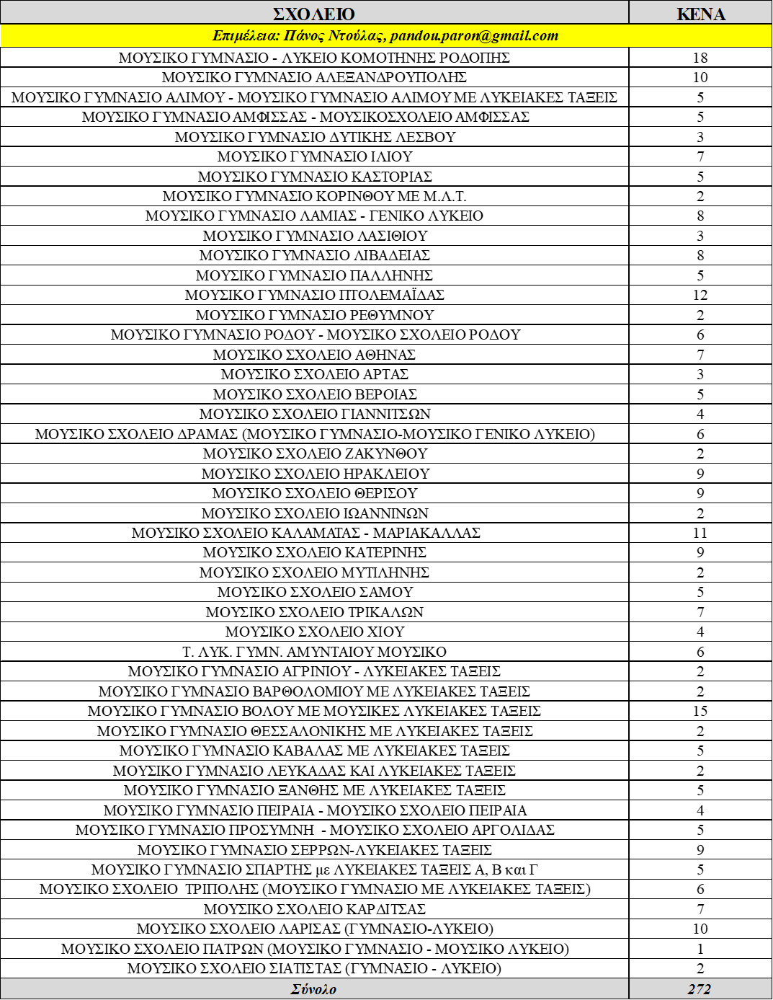 ΣΧΟΛΕΙΟ ΚΕΝΑ
Επιμέλεια: Πάνος Ντούλας, pandou.paron@gmail.com
ΜΟΥΣΙΚΟ ΓΥΜΝΑΣΙΟ - ΛΥΚΕΙΟ ΚΟΜΟΤΗΝΗΣ ΡΟΔΟΠΗΣ 18
ΜΟΥΣΙΚΟ ΓΥΜΝΑΣΙΟ ΑΛΕΞΑΝΔΡΟΥΠΟΛΗΣ 10
ΜΟΥΣΙΚΟ ΓΥΜΝΑΣΙΟ ΑΛΙΜΟΥ - ΜΟΥΣΙΚΟ ΓΥΜΝΑΣΙΟ ΑΛΙΜΟΥ ΜΕ ΛΥΚΕΙΑΚΕΣ ΤΑΞΕΙΣ 5
ΜΟΥΣΙΚΟ ΓΥΜΝΑΣΙΟ ΑΜΦΙΣΣΑΣ - ΜΟΥΣΙΚΟΣΧΟΛΕΙΟ ΑΜΦΙΣΣΑΣ 5
ΜΟΥΣΙΚΟ ΓΥΜΝΑΣΙΟ ΔΥΤΙΚΗΣ ΛΕΣΒΟΥ 3
ΜΟΥΣΙΚΟ ΓΥΜΝΑΣΙΟ ΙΛΙΟΥ 7
ΜΟΥΣΙΚΟ ΓΥΜΝΑΣΙΟ ΚΑΣΤΟΡΙΑΣ 5
ΜΟΥΣΙΚΟ ΓΥΜΝΑΣΙΟ ΚΟΡΙΝΘΟΥ ΜΕ Μ.Λ.Τ. 2
ΜΟΥΣΙΚΟ ΓΥΜΝΑΣΙΟ ΛΑΜΙΑΣ - ΓΕΝΙΚΟ ΛΥΚΕΙΟ 8
ΜΟΥΣΙΚΟ ΓΥΜΝΑΣΙΟ ΛΑΣΙΘΙΟΥ 3
ΜΟΥΣΙΚΟ ΓΥΜΝΑΣΙΟ ΛΙΒΑΔΕΙΑΣ 8
ΜΟΥΣΙΚΟ ΓΥΜΝΑΣΙΟ ΠΑΛΛΗΝΗΣ 5
ΜΟΥΣΙΚΟ ΓΥΜΝΑΣΙΟ ΠΤΟΛΕΜΑΪΔΑΣ 12
ΜΟΥΣΙΚΟ ΓΥΜΝΑΣΙΟ ΡΕΘΥΜΝΟΥ 2
ΜΟΥΣΙΚΟ ΓΥΜΝΑΣΙΟ ΡΟΔΟΥ - ΜΟΥΣΙΚΟ ΣΧΟΛΕΙΟ ΡΟΔΟΥ 6
ΜΟΥΣΙΚΟ ΣΧΟΛΕΙΟ ΑΘΗΝΑΣ 7
ΜΟΥΣΙΚΟ ΣΧΟΛΕΙΟ ΑΡΤΑΣ 3
ΜΟΥΣΙΚΟ ΣΧΟΛΕΙΟ ΒΕΡΟΙΑΣ 5
ΜΟΥΣΙΚΟ ΣΧΟΛΕΙΟ ΓΙΑΝΝΙΤΣΩΝ 4
ΜΟΥΣΙΚΟ ΣΧΟΛΕΙΟ ΔΡΑΜΑΣ (ΜΟΥΣΙΚΟ ΓΥΜΝΑΣΙΟ-ΜΟΥΣΙΚΟ ΓΕΝΙΚΟ ΛΥΚΕΙΟ) 6
ΜΟΥΣΙΚΟ ΣΧΟΛΕΙΟ ΖΑΚΥΝΘΟΥ 2
ΜΟΥΣΙΚΟ ΣΧΟΛΕΙΟ ΗΡΑΚΛΕΙΟΥ 9
ΜΟΥΣΙΚΟ ΣΧΟΛΕΙΟ ΘΕΡΙΣΟΥ 9
ΜΟΥΣΙΚΟ ΣΧΟΛΕΙΟ ΙΩΑΝΝΙΝΩΝ 2
ΜΟΥΣΙΚΟ ΣΧΟΛΕΙΟ ΚΑΛΑΜΑΤΑΣ - ΜΑΡΙΑΚΑΛΛΑΣ 11
ΜΟΥΣΙΚΟ ΣΧΟΛΕΙΟ ΚΑΤΕΡΙΝΗΣ 9
ΜΟΥΣΙΚΟ ΣΧΟΛΕΙΟ ΜΥΤΙΛΗΝΗΣ 2
ΜΟΥΣΙΚΟ ΣΧΟΛΕΙΟ ΣΑΜΟΥ 5
ΜΟΥΣΙΚΟ ΣΧΟΛΕΙΟ ΤΡΙΚΑΛΩΝ 7
ΜΟΥΣΙΚΟ ΣΧΟΛΕΙΟ ΧΙΟΥ 4
Τ. ΛΥΚ. ΓΥΜΝ. ΑΜΥΝΤΑΙΟΥ ΜΟΥΣΙΚΟ 6
ΜΟΥΣΙΚΟ ΓΥΜΝΑΣΙΟ ΑΓΡΙΝΙΟΥ - ΛΥΚΕΙΑΚΕΣ ΤΑΞΕΙΣ 2
ΜΟΥΣΙΚΟ ΓΥΜΝΑΣΙΟ ΒΑΡΘΟΛΟΜΙΟΥ ΜΕ ΛΥΚΕΙΑΚΕΣ ΤΑΞΕΙΣ 2
ΜΟΥΣΙΚΟ ΓΥΜΝΑΣΙΟ ΒΟΛΟΥ ΜΕ ΜΟΥΣΙΚΕΣ ΛΥΚΕΙΑΚΕΣ ΤΑΞΕΙΣ 15
ΜΟΥΣΙΚΟ ΓΥΜΝΑΣΙΟ ΘΕΣΣΑΛΟΝΙΚΗΣ ΜΕ ΛΥΚΕΙΑΚΕΣ ΤΑΞΕΙΣ 2
ΜΟΥΣΙΚΟ ΓΥΜΝΑΣΙΟ ΚΑΒΑΛΑΣ ΜΕ ΛΥΚΕΙΑΚΕΣ ΤΑΞΕΙΣ 5
ΜΟΥΣΙΚΟ ΓΥΜΝΑΣΙΟ ΛΕΥΚΑΔΑΣ ΚΑΙ ΛΥΚΕΙΑΚΕΣ ΤΑΞΕΙΣ 2
ΜΟΥΣΙΚΟ ΓΥΜΝΑΣΙΟ ΞΑΝΘΗΣ ΜΕ ΛΥΚΕΙΑΚΕΣ ΤΑΞΕΙΣ 5
ΜΟΥΣΙΚΟ ΓΥΜΝΑΣΙΟ ΠΕΙΡΑΙΑ - ΜΟΥΣΙΚΟ ΣΧΟΛΕΙΟ ΠΕΙΡΑΙΑ 4
ΜΟΥΣΙΚΟ ΓΥΜΝΑΣΙΟ ΠΡΟΣΥΜΝΗ - ΜΟΥΣΙΚΟ ΣΧΟΛΕΙΟ ΑΡΓΟΛΙΔΑΣ 5
ΜΟΥΣΙΚΟ ΓΥΜΝΑΣΙΟ ΣΕΡΡΩΝ-ΛΥΚΕΙΑΚΕΣ ΤΑΞΕΙΣ 9
ΜΟΥΣΙΚΟ ΓΥΜΝΑΣΙΟ ΣΠΑΡΤΗΣ με ΛΥΚΕΙΑΚΕΣ ΤΑΞΕΙΣ Α, Β και Γ 5
ΜΟΥΣΙΚΟ ΣΧΟΛΕΙΟ ΤΡΙΠΟΛΗΣ (ΜΟΥΣΙΚΟ ΓΥΜΝΑΣΙΟ ΜΕ ΛΥΚΕΙΑΚΕΣ ΤΑΞΕΙΣ) 6
ΜΟΥΣΙΚΟ ΣΧΟΛΕΙΟ ΚΑΡΔΙΤΣΑΣ 7
ΜΟΥΣΙΚΟ ΣΧΟΛΕΙΟ ΛΑΡΙΣΑΣ (ΓΥΜΝΑΣΙΟ-ΛΥΚΕΙΟ) 10
ΜΟΥΣΙΚΟ ΣΧΟΛΕΙΟ ΠΑΤΡΩΝ (ΜΟΥΣΙΚΟ ΓΥΜΝΑΣΙΟ - ΜΟΥΣΙΚΟ ΛΥΚΕΙΟ) 1
ΜΟΥΣΙΚΟ ΣΧΟΛΕΙΟ ΣΙΑΤΙΣΤΑΣ (ΓΥΜΝΑΣΙΟ - ΛΥΚΕΙΟ) 2
Σύνολο 272